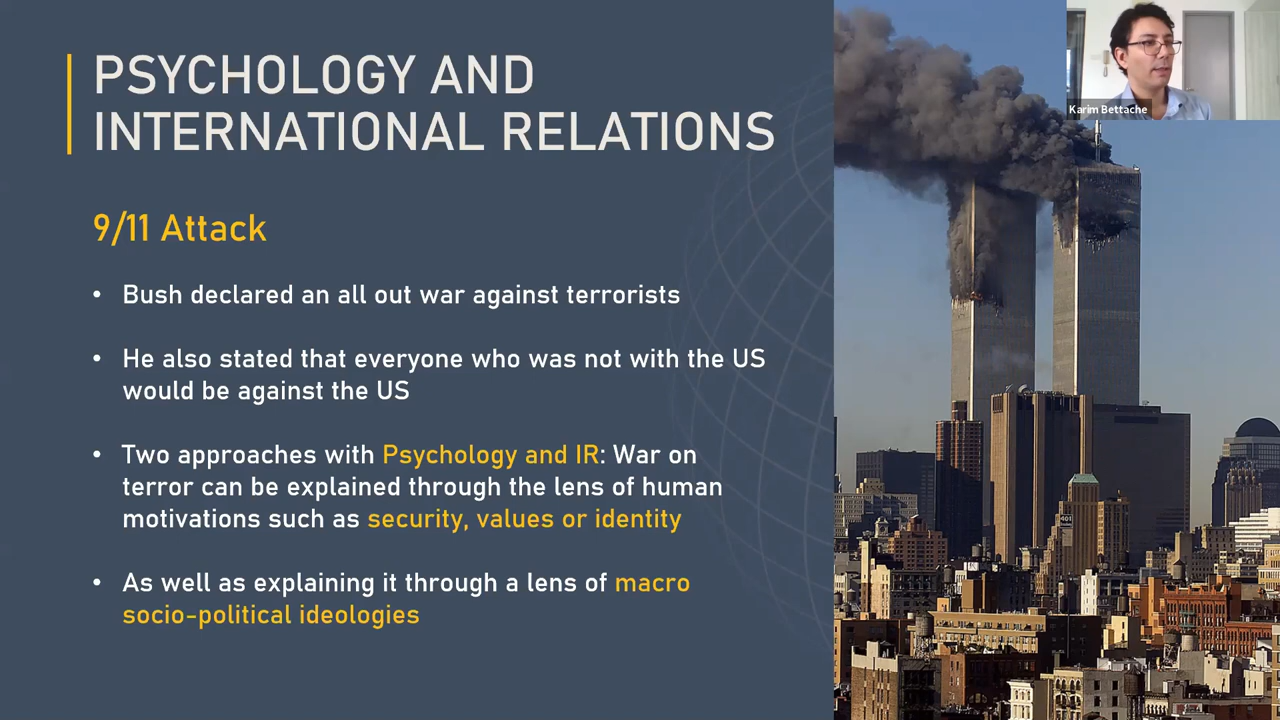 PSYCHOLOGY AND
INTERNATIONAL RELATIONS
9/11 Attack
• Bush declared an all out war against terrorists
• He also stated that everyone who was not with the US
would be against the US
• Two approaches with Psychology and IR: War on
terror can be explained through the lens of human
motivations such as security, values or identity
• As well as explaining it through a lens of macro
socio-political ideologies
Karim Bettache